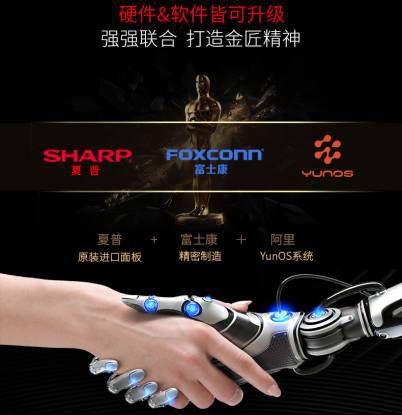 硬件&软件皆可升级
强强联合 打造金匠精神
SHARP
夏普
FOXCONN
富士康
YUNOS
夏普 + 富士康 + 阿里
原装进口面板 精密制造 YunOS系统